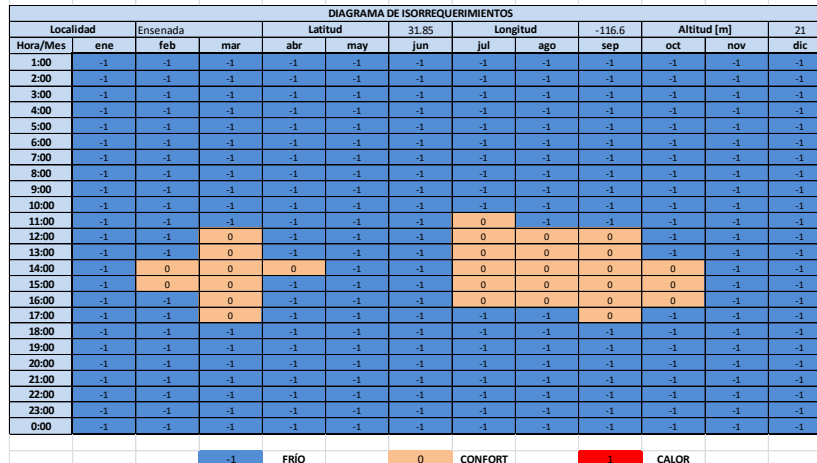 DIAGRAMA DE ISORREQUERIMIENTOS
Localidad Ensenada Latitud 31.85 Longitud -116.6 Altitud [m] 21
Hora/Mes ene feb mar abr may jun jul ago sep oct nov dic
1:00 -1 -1 -1 -1 -1 -1 -1 -1 -1 -1 -1 -1
2:00 -1 -1 -1 -1 -1 -1 -1 -1 -1 -1 -1 -1
3:00 -1 -1 -1 -1 -1 -1 -1 -1 -1 -1 -1 -1
4:00 -1 -1 -1 -1 -1 -1 -1 -1 -1 -1 -1 -1
5:00 -1 -1 -1 -1 -1 -1 -1 -1 -1 -1 -1 -1
6:00 -1 -1 -1 -1 -1 -1 -1 -1 -1 -1 -1 -1
7:00 -1 -1 -1 -1 -1 -1 -1 -1 -1 -1 -1 -1
8:00 -1 -1 -1 -1 -1 -1 -1 -1 -1 -1 -1 -1
9:00 -1 -1 -1 -1 -1 -1 -1 -1 -1 -1 -1 -1
10:00 -1 -1 -1 -1 -1 -1 -1 -1 -1 -1 -1 -1
11:00 -1 -1 -1 -1 -1 -1 0 -1 -1 -1 -1 -1
12:00 -1 -1 0 -1 -1 -1 0 0 0 -1 -1 -1
13:00 -1 -1 0 -1 -1 -1 0 0 0 -1 -1 -1
14:00 -1 0 0 0 -1 -1 0 0 0 0 -1 -1
15:00 -1 0 0 -1 -1 -1 0 0 0 0 -1 -1
16:00 -1 -1 0 -1 -1 -1 0 0 0 0 -1 -1
17:00 -1 -1 0 -1 -1 -1 -1 -1 0 -1 -1 -1
18:00 -1 -1 -1 -1 -1 -1 -1 -1 -1 -1 -1 -1
19:00 -1 -1 -1 -1 -1 -1 -1 -1 -1 -1 -1 -1
20:00 -1 -1 -1 -1 -1 -1 -1 -1 -1 -1 -1 -1
21:00 -1 -1 -1 -1 -1 -1 -1 -1 -1 -1 -1 -1
22:00 -1 -1 -1 -1 -1 -1 -1 -1 -1 -1 -1 -1
23:00 -1 -1 -1 -1 -1 -1 -1 -1 -1 -1 -1 -1
0:00 -1 -1 -1 -1 -1 -1 -1 -1 -1 -1 -1 -1
-1 FRÍO 0 CONFORT 1 CALOR